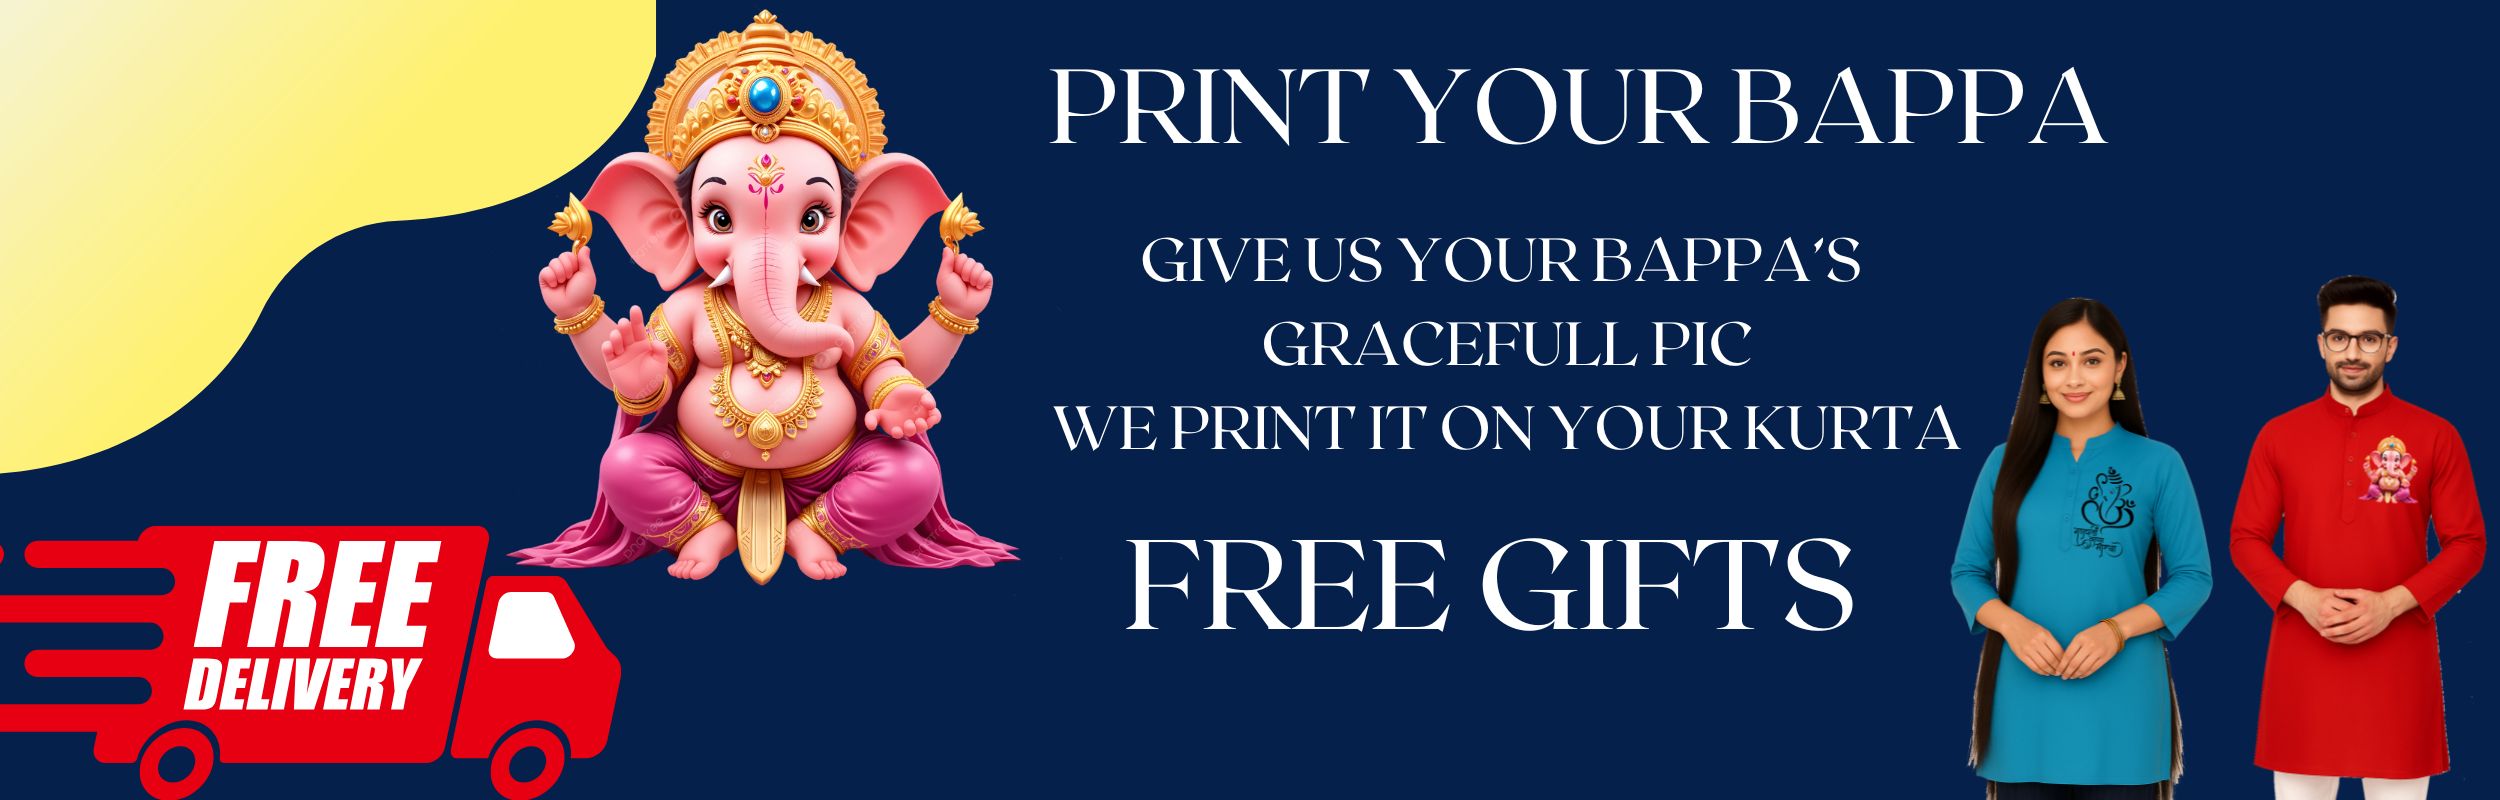 PRINT YOUR BAPPA
GIVE US YOUR BAPPA'S
GRACEFULL PIC
WE PRINT IT ON YOUR KURTA
FREE GIFTS
FREE
DELIVERY